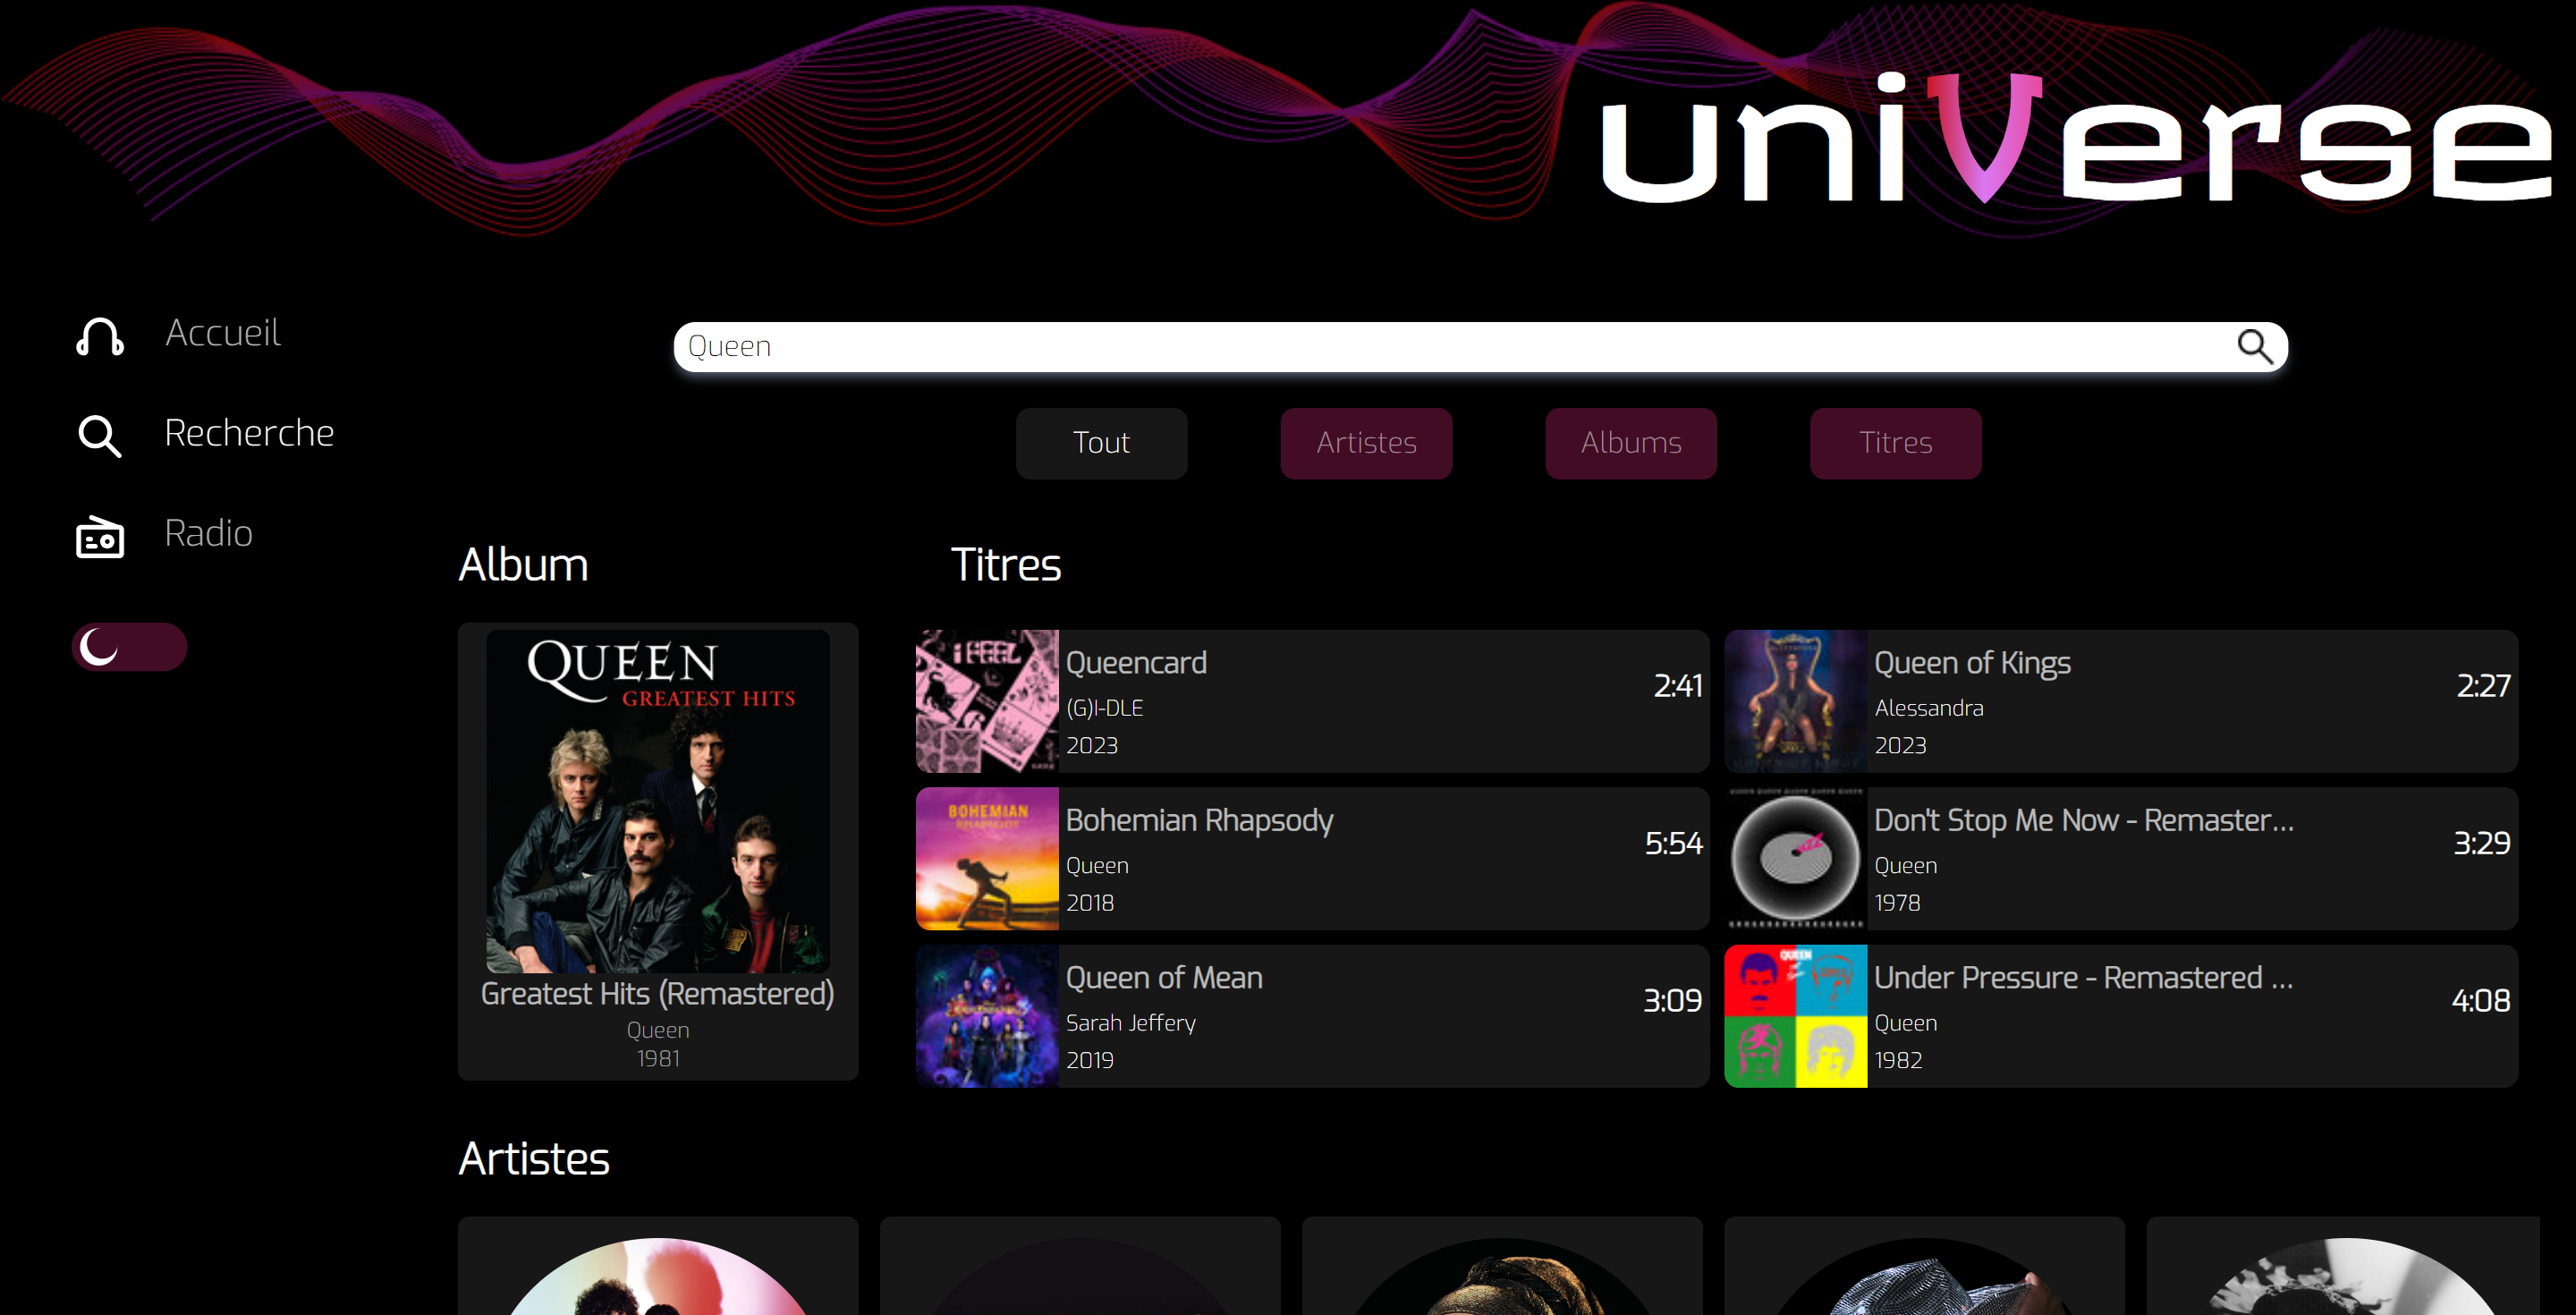 uniVerse
Accueil
Recherche
Radio
Queen
Tout
Artistes
Albums
Titres
Album
QUEEN
GREATEST HITS
Greatest Hits (Remastered)
Queen
1981
Titres
I FEEL
Queencard
(G)I-DLE
2023
2:41
Queen of Kings
Alessandra
2023
2:27
BOHEMIAN
RHAPSODY
Bohemian Rhapsody
Queen
2018
5:54
JAZZ
Don't Stop Me Now - Remaster...
Queen
1978
3:29
Queen of Mean
Sarah Jeffery
2019
3:09
QUEEN
Under Pressure - Remastered ...
Queen
1982
4:08
Artistes